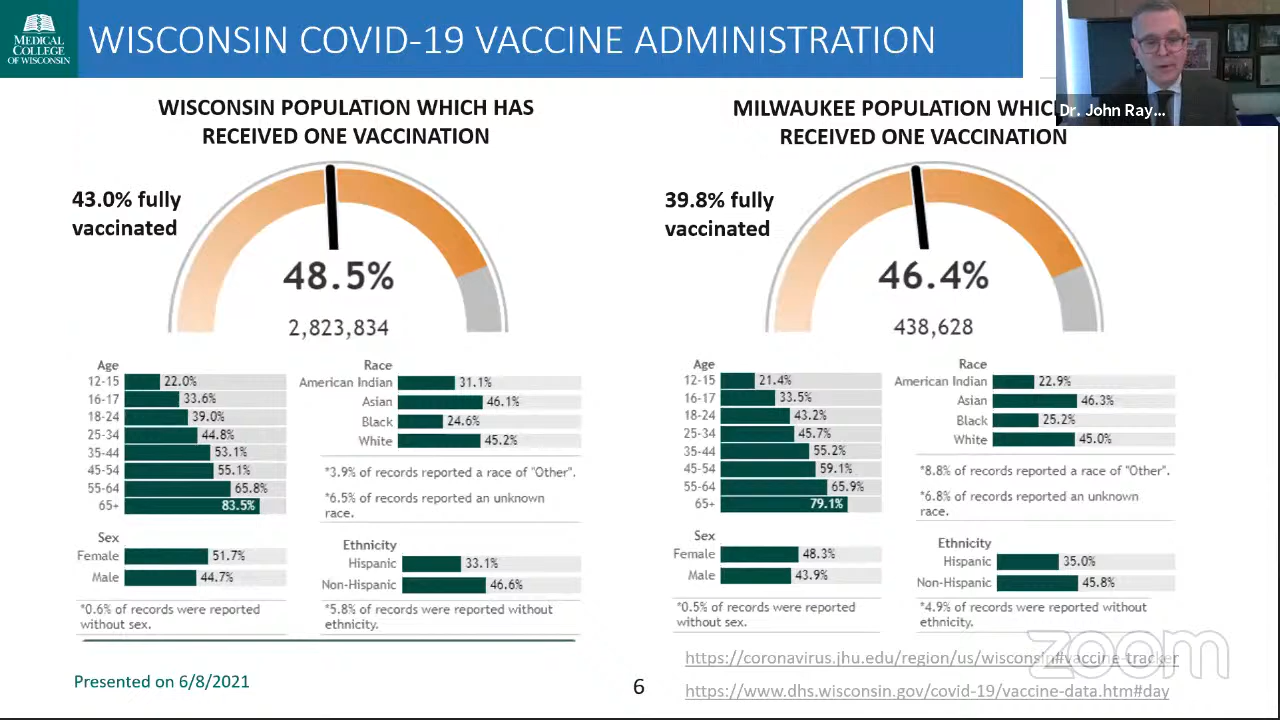 MEDICAL
COLLEGE
OF WISCONSIN
WISCONSIN COVID-19 VACCINE ADMINISTRATION
Dr. John Ray...
WISCONSIN POPULATION WHICH HAS
RECEIVED ONE VACCINATION
43.0% fully
vaccinated
48.5%
2,823,834
Age
12-15 22.0%
16-17 33.6%
18-24 39.0%
25-34 44.8%
35-44 53.1%
45-54 55.1%
55-64 65.8%
65+ 83.5%
Sex
Female 51.7%
Male 44.7%
*0.6% of records were reported
without sex.
Race
American Indian 31.1%
Asian 46.1%
Black 24.6%
White 45.2%
*3.9% of records reported a race of "Other".
*6.5% of records reported an unknown
race.
Ethnicity
Hispanic 33.1%
Non-Hispanic 46.6%
*5.8% of records were reported without
ethnicity.
MILWAUKEE POPULATION WHIC
RECEIVED ONE VACCINATION
39.8% fully
vaccinated
46.4%
438,628
Age
12-15 21.4%
16-17 33.5%
18-24 43.2%
25-34 45.7%
35-44 55.2%
45-54 59.1%
55-64 65.9%
65+ 79.1%
Sex
Female 48.3%
Male 43.9%
*0.5% of records were reported
without sex.
Race
American Indian 22.9%
Asian 46.3%
Black 25.2%
White 45.0%
*8.8% of records reported a race of "Other".
*6.8% of records reported an unknown
race.
Ethnicity
Hispanic 35.0%
Non-Hispanic 45.8%
*4.9% of records were reported without
ethnicity.
zoom
https://coronavirus.jhu.edu/region/us/wisconsin#vaccine-tracker
https://www.dhs.wisconsin.gov/covid-19/vaccine-data.htm#day
Presented on 6/8/2021
6